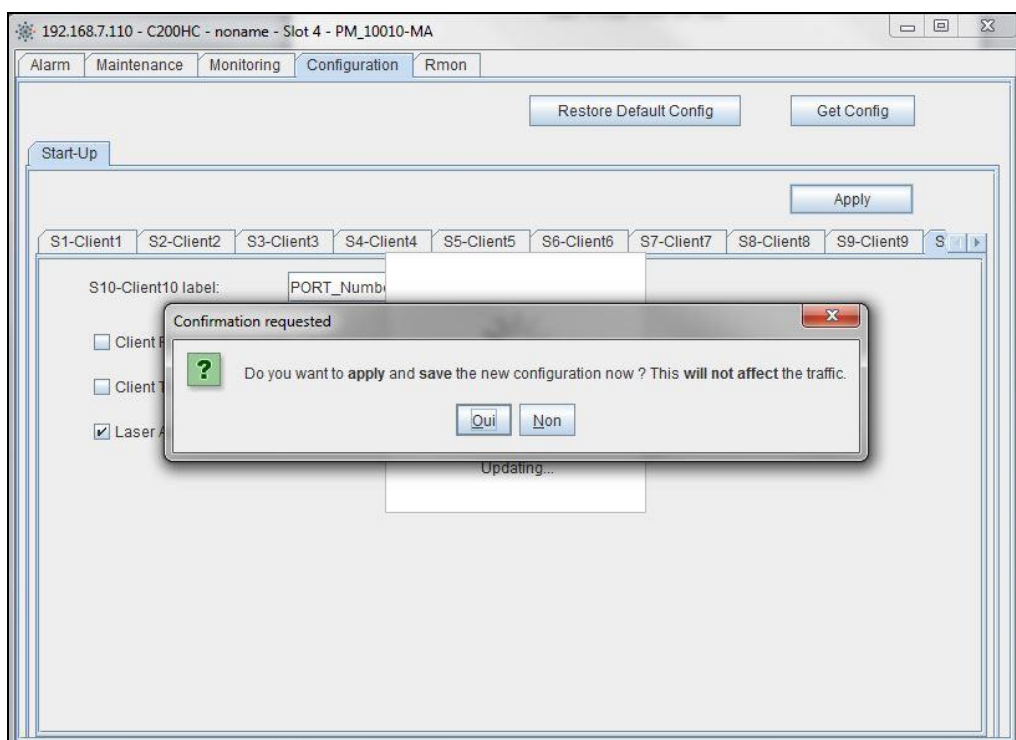 192.168.7.110 - C200HC - noname - Slot 4 - PM_10010-MA
Alarm Maintenance Monitoring Configuration Rmon
Restore Default Config Get Config
Start-Up
Apply
S1-Client1 S2-Client2 S3-Client3 S4-Client4 S5-Client5 S6-Client6 S7-Client7 S8-Client8 S9-Client9 S
S10-Client10 label: PORT_Numb
Confirmation requested
Client
? Do you want to apply and save the new configuration now ? This will not affect the traffic.
Client
Oui Non
Laser
Updating...